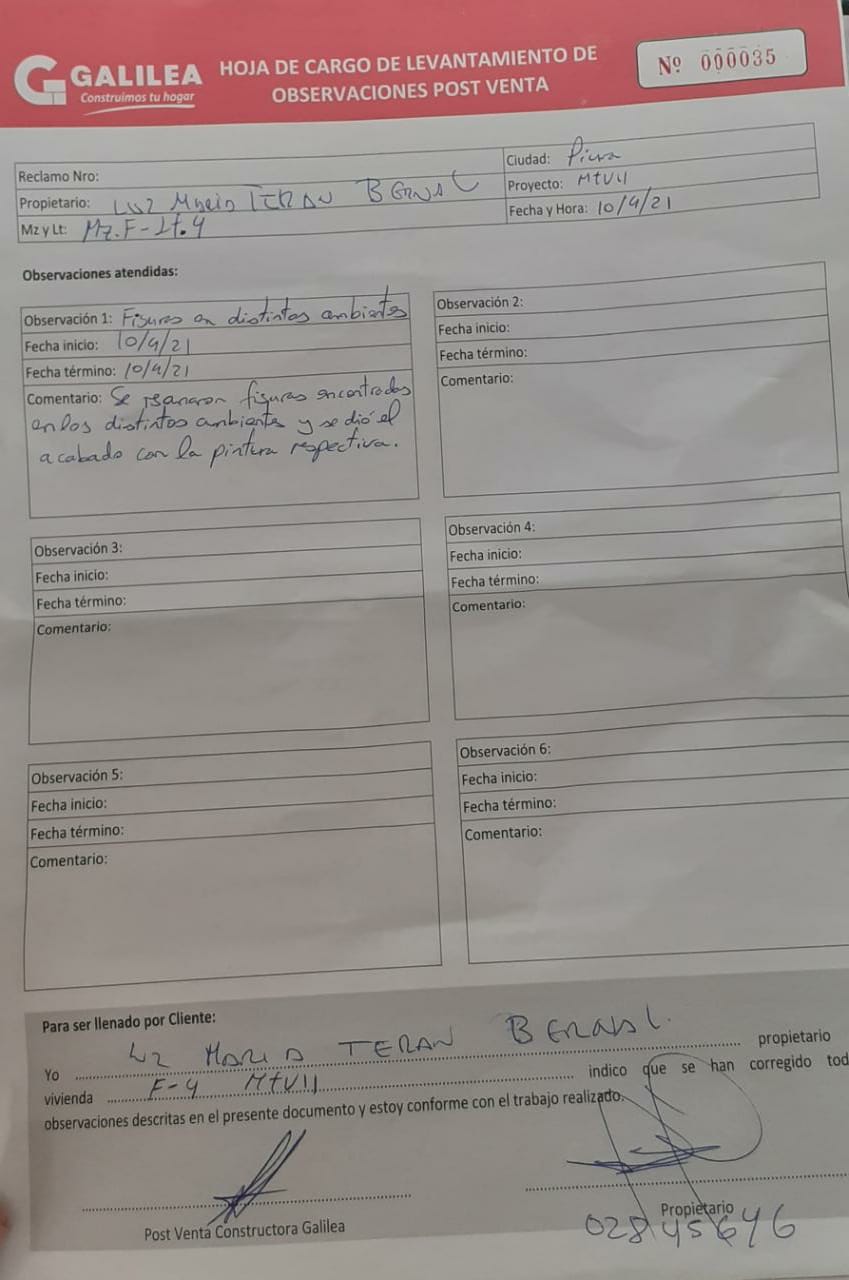 GALILEA
Construimos tu hogar
HOJA DE CARGO DE LEVANTAMIENTO DE
OBSERVACIONES POST VENTA
Nº 000035
Reclamo Nro:
Propietario: Luz María TERAN BERNAL
Mz y Lt: Mz.F-Lt.4
Ciudad: Piura
Proyecto: MTVII
Fecha y Hora: 10/4/21
Observaciones atendidas:
Observación 1: Fisuras en distintos ambientes
Fecha inicio: 10/4/21
Fecha término: 10/4/21
Comentario: Se resanaron fisuras encontradas
en los distintos ambientes y se dió el
acabado con la pintura respectiva.
Observación 2:
Fecha inicio:
Fecha término:
Comentario:
Observación 3:
Fecha inicio:
Fecha término:
Comentario:
Observación 4:
Fecha inicio:
Fecha término:
Comentario:
Observación 5:
Fecha inicio:
Fecha término:
Comentario:
Observación 6:
Fecha inicio:
Fecha término:
Comentario:
Para ser llenado por Cliente:
Yo Luz MARIA TERAN BERNAL propietario
vivienda F-4 MTVII indico que se han corregido tod
observaciones descritas en el presente documento y estoy conforme con el trabajo realizado.
Post Venta Constructora Galilea
Propietario
02845646